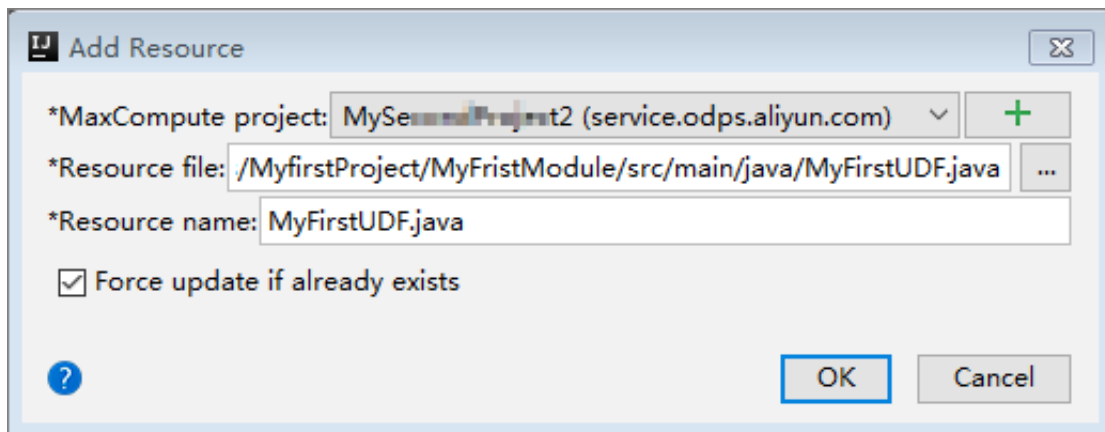 IJ Add Resource
*MaxCompute project: (service.odps.aliyun.com) +
*Resource file: /MyfirstProject/MyFristModule/src/main/java/MyFirstUDF.java ...
*Resource name: MyFirstUDF.java
Force update if already exists
? OK Cancel